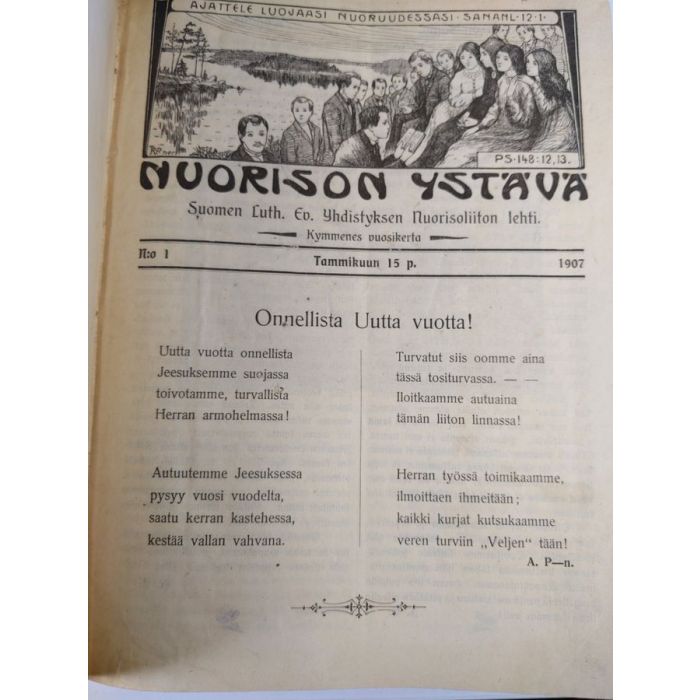 AJATTELE LUOJAASI NUORUUDESSASI · SANANL · 12 · 1 ·
PS · 148 : 12, 13.
NUORISON YSTÄVÄ
Suomen Luth. Ev. Yhdistyksen Nuorisoliiton lehti.
Kymmenes vuosikerta
N:o 1 Tammikuun 15 p. 1907
Onnellista Uutta vuotta!
Uutta vuotta onnellista
Jeesuksemme suojassa
toivotamme, turvallista
Herran armohelmassa!
Autuutemme Jeesuksessa
pysyy vuosi vuodelta,
saatu kerran kastehessa,
kestää vallan vahvana.
Turvatut siis oomme aina
tässä tositurvassa. — —
Iloitkaamme autuaina
tämän liiton linnassa!
Herran työssä toimikaamme,
ilmoittaen ihmeitään;
kaikki kurjat kutsukaamme
veren turviin „Veljen“ tään!
A. P—n.